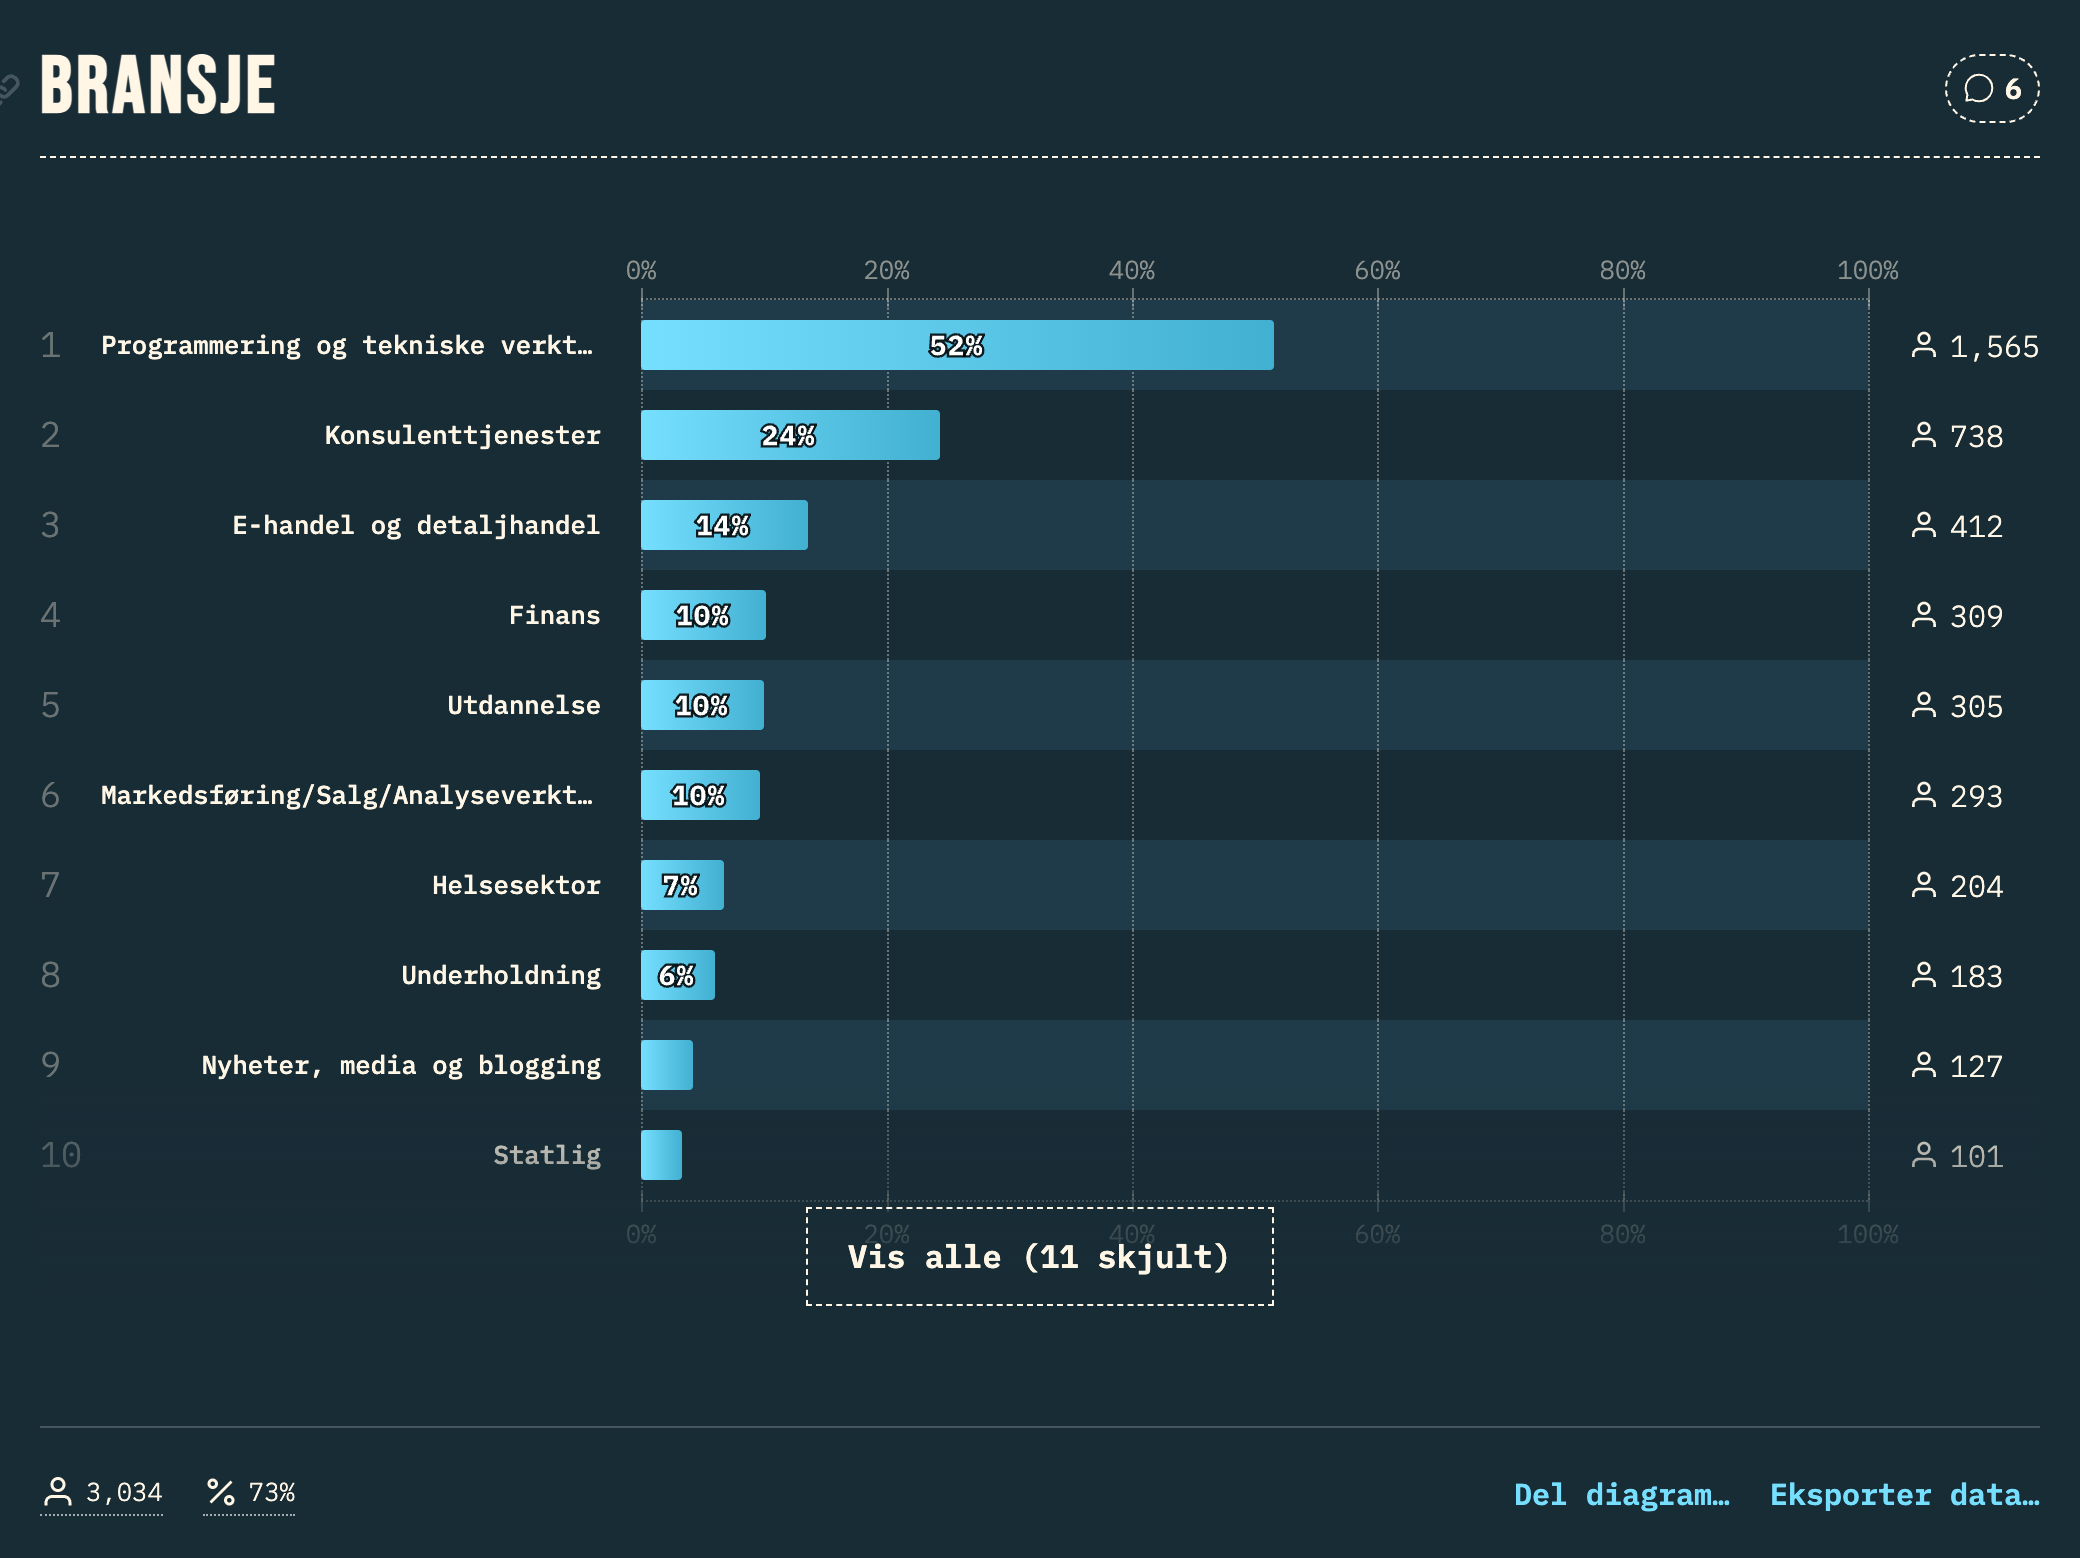 BRANSJE
6
0% 20% 40% 60% 80% 100%
1 Programmering og tekniske verkt… 52% 1,565
2 Konsulenttjenester 24% 738
3 E-handel og detaljhandel 14% 412
4 Finans 10% 309
5 Utdannelse 10% 305
6 Markedsføring/Salg/Analyseverkt… 10% 293
7 Helsesektor 7% 204
8 Underholdning 6% 183
9 Nyheter, media og blogging 127
10 Statlig 101
0% 20% 40% 60% 80% 100%
Vis alle (11 skjult)
3,034 73% Del diagram… Eksporter data…